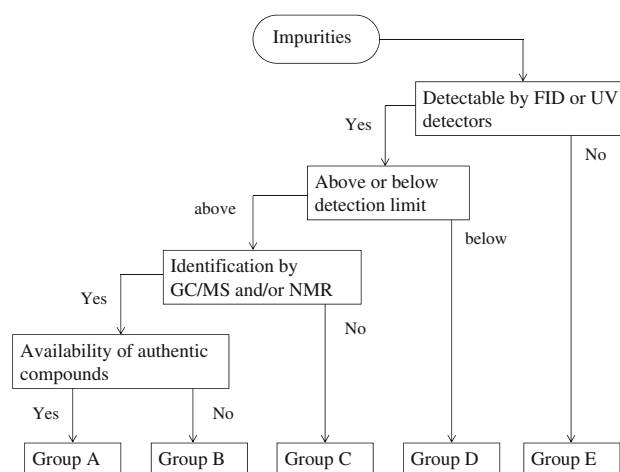 Impurities
Detectable by FID or UV
detectors
Yes
No
Above or below
detection limit
above
below
Identification by
GC/MS and/or NMR
Yes
No
Availability of authentic
compounds
Yes
No
Group A
Group B
Group C
Group D
Group E